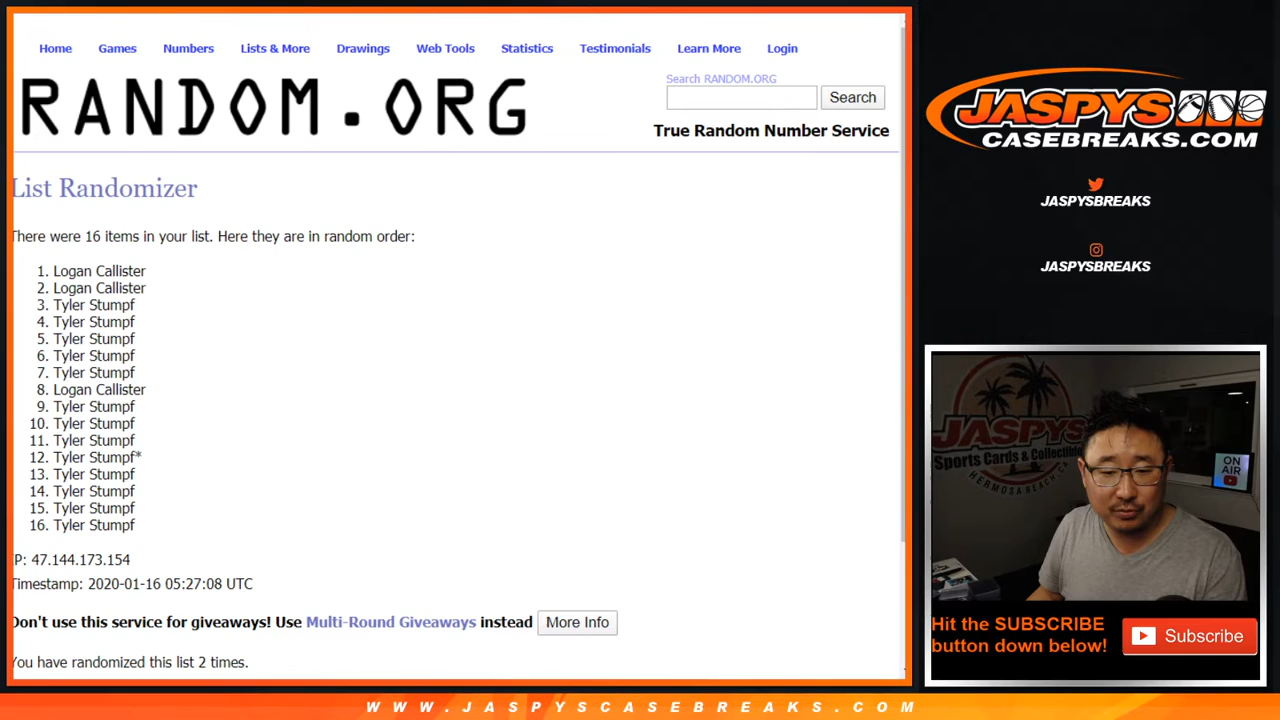 Home Games Numbers Lists & More Drawings Web Tools Statistics Testimonials Learn More Login
RANDOM.ORG
Search RANDOM.ORG
Search
True Random Number Service
List Randomizer
There were 16 items in your list. Here they are in random order:
1. Logan Callister
2. Logan Callister
3. Tyler Stumpf
4. Tyler Stumpf
5. Tyler Stumpf
6. Tyler Stumpf
7. Tyler Stumpf
8. Logan Callister
9. Tyler Stumpf
10. Tyler Stumpf
11. Tyler Stumpf
12. Tyler Stumpf*
13. Tyler Stumpf
14. Tyler Stumpf
15. Tyler Stumpf
16. Tyler Stumpf
IP: 47.144.173.154
Timestamp: 2020-01-16 05:27:08 UTC
Don't use this service for giveaways! Use Multi-Round Giveaways instead
More Info
You have randomized this list 2 times.
JASPYS
CASEBREAKS.COM
JASPYSBREAKS
JASPYSBREAKS
JASPYS
Sports Cards & Collectibles
HERMOSA BEACH, CA
ON
AIR
Hit the SUBSCRIBE
button down below!
Subscribe
WWW.JASPYSCASEBREAKS.COM